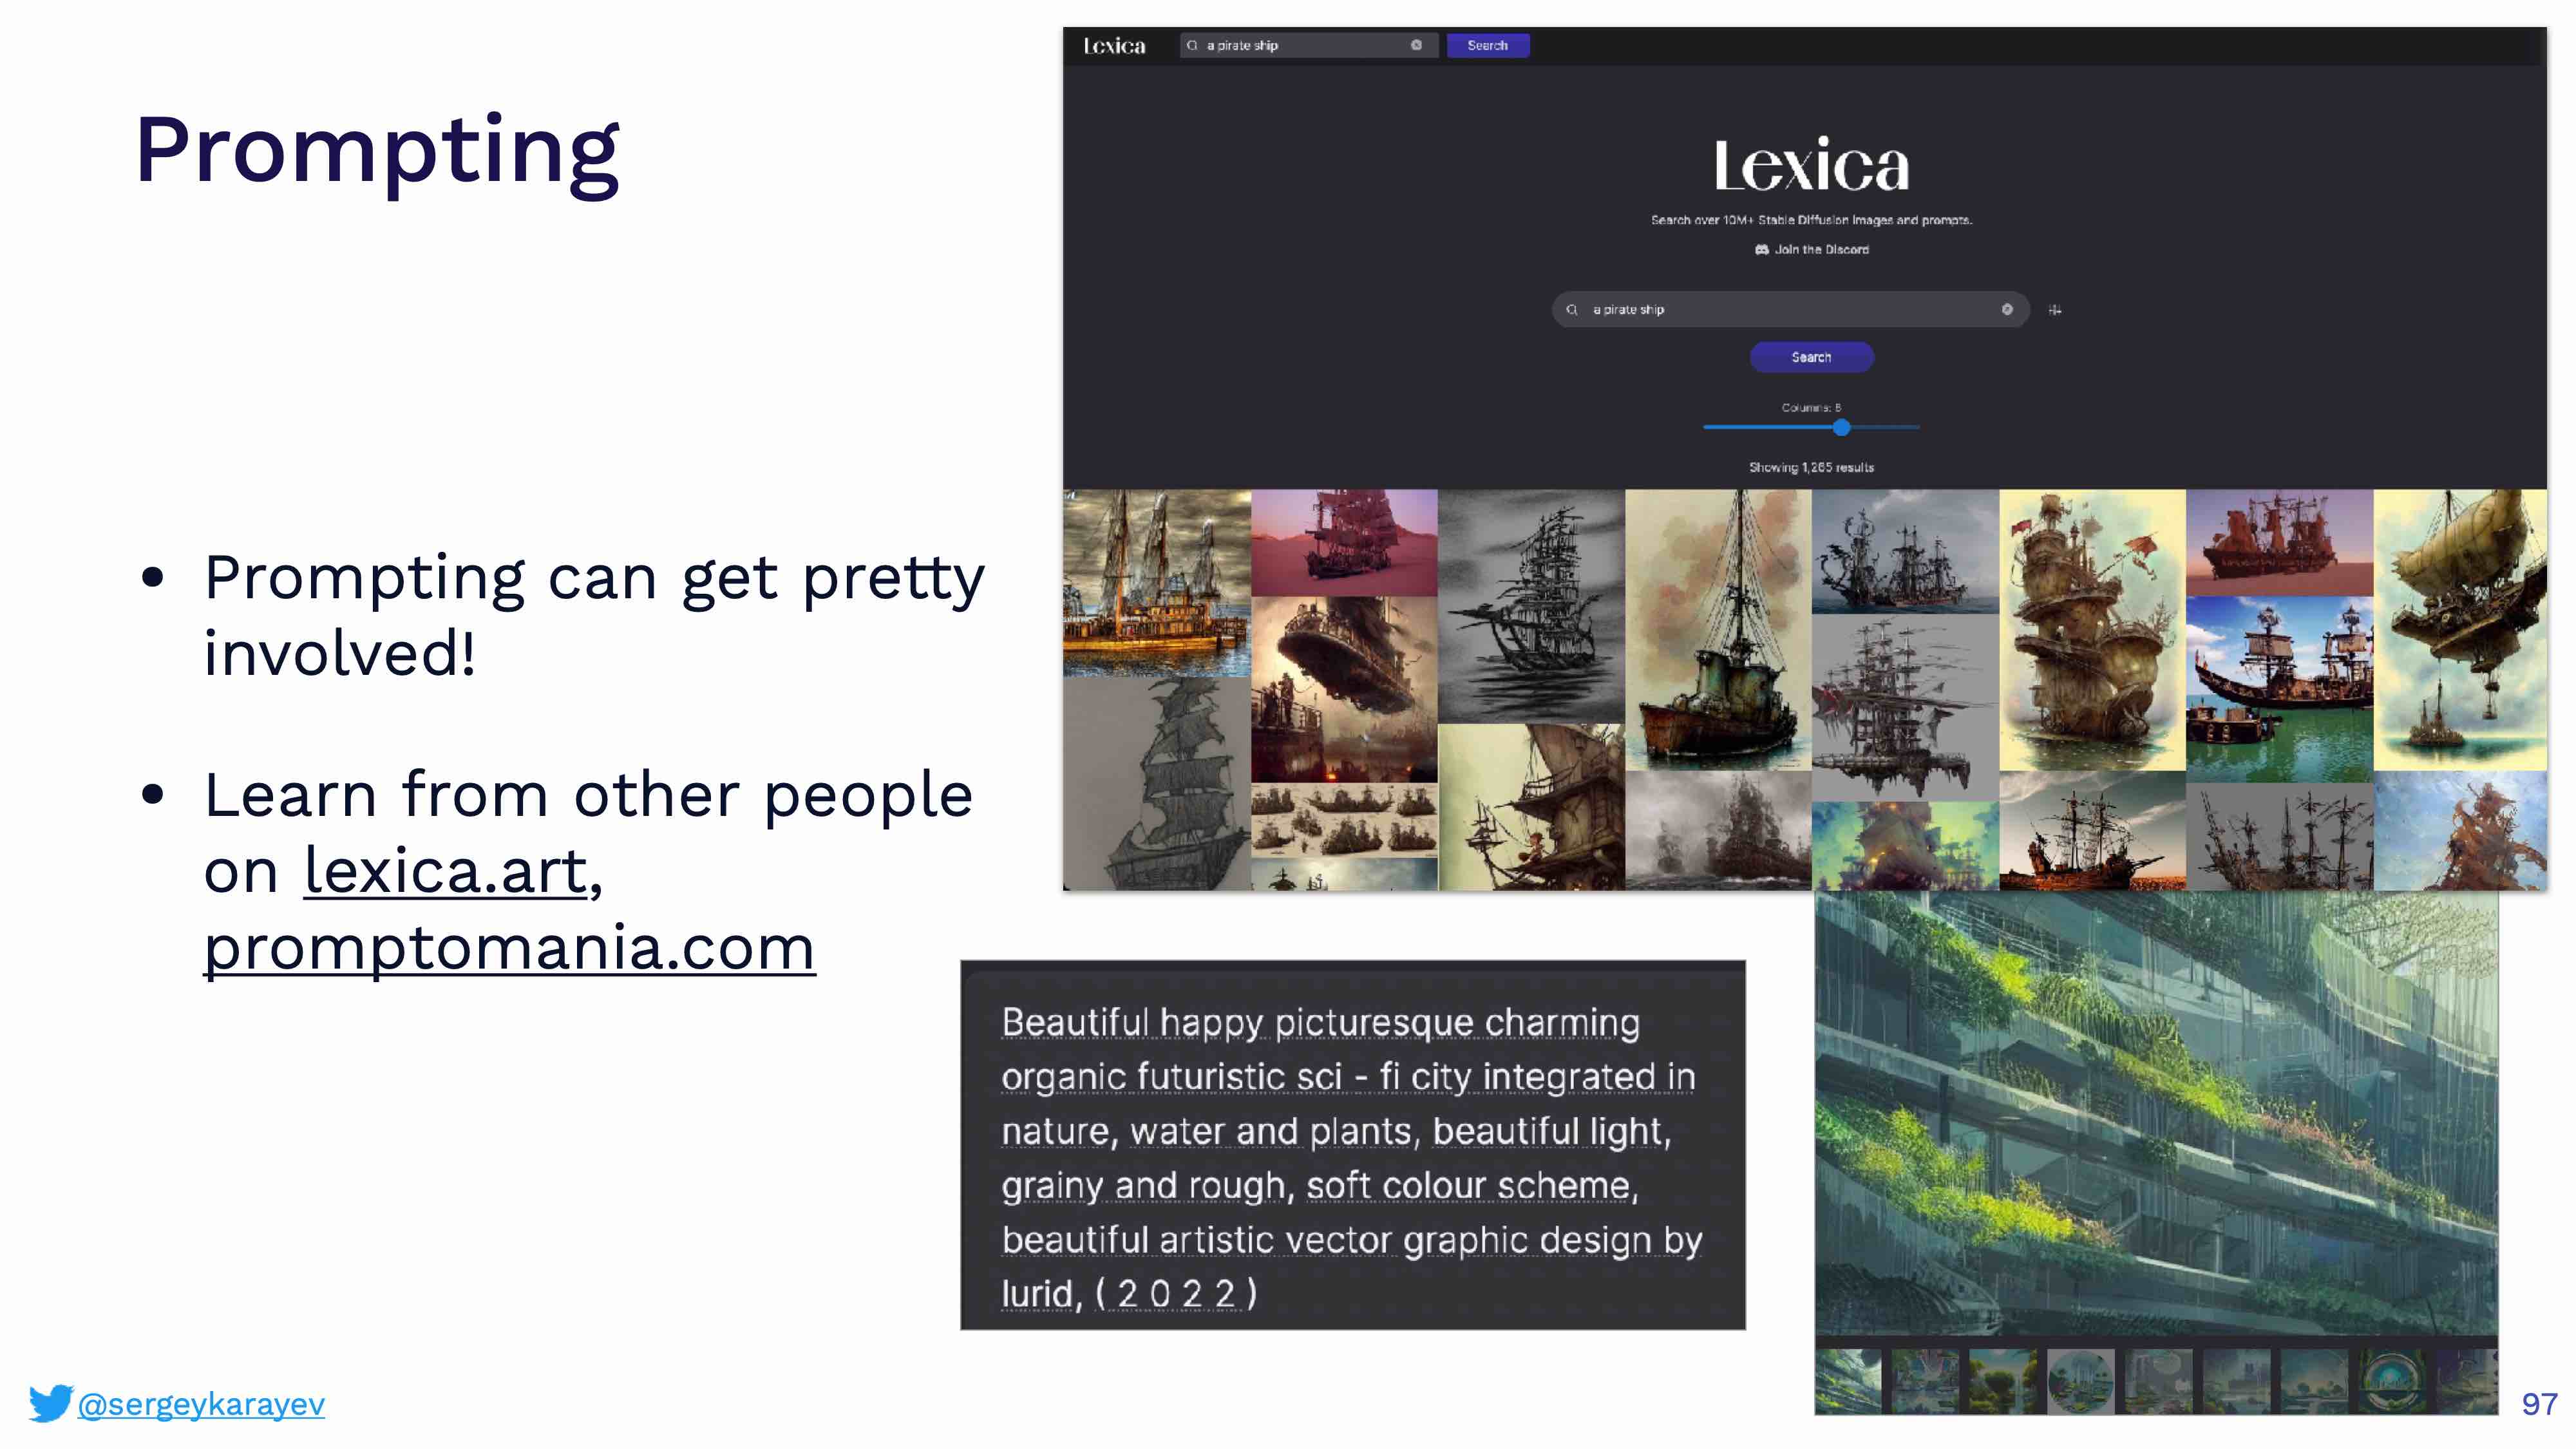 Prompting
Prompting can get pretty
involved!
Learn from other people
on lexica.art,
promptomania.com
Lexica
a pirate ship
Search
Lexica
Search over 10M+ Stable Diffusion images and prompts.
Join the Discord
a pirate ship
Search
Columns:
Showing 1,265 results
Beautiful happy picturesque charming
organic futuristic sci - fi city integrated in
nature, water and plants, beautiful light,
grainy and rough, soft colour scheme,
beautiful artistic vector graphic design by
lurid, ( 2 0 2 2 )
@sergeykarayev
97